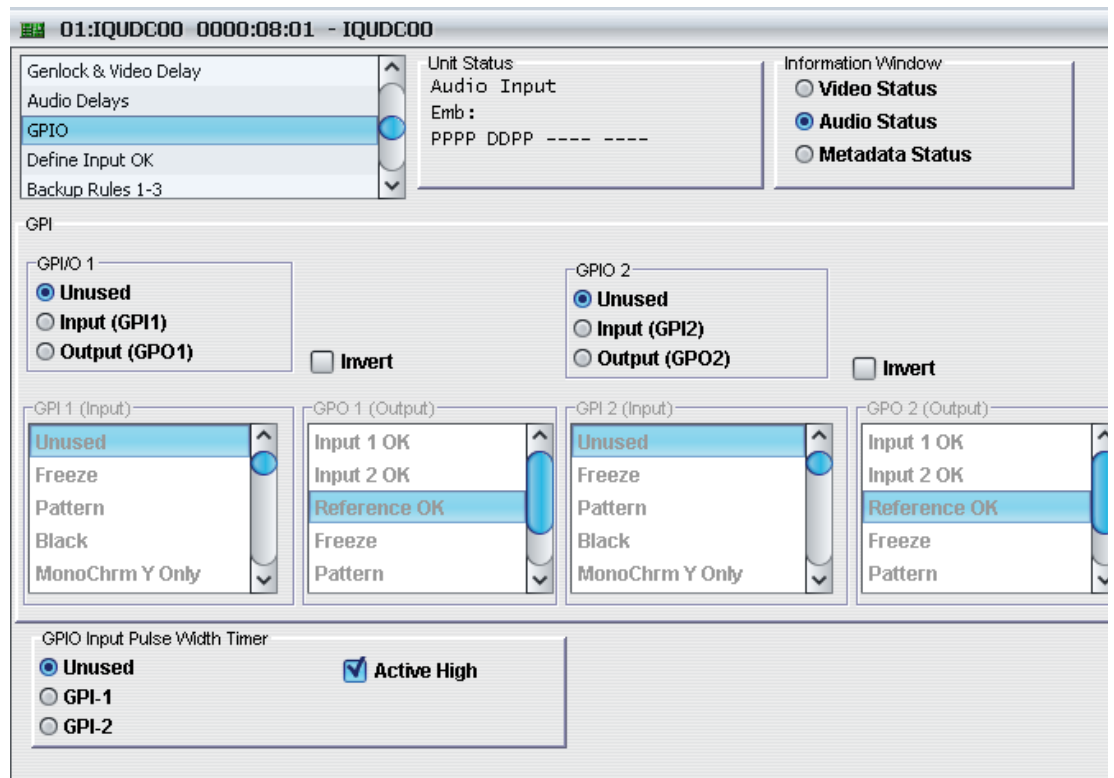 01:IQUDC00 0000:08:01 - IQUDC00
Genlock & Video Delay
Audio Delays
GPIO
Define Input OK
Backup Rules 1-3
Unit Status
Audio Input
Emb:
PPPP DDPP ---- ----
Information Window
Video Status
Audio Status
Metadata Status
GPI
GPI/O 1
Unused
Input (GPI1)
Output (GPO1)
Invert
GPIO 2
Unused
Input (GPI2)
Output (GPO2)
Invert
GPI 1 (Input)
Unused
Freeze
Pattern
Black
MonoChrm Y Only
GPO 1 (Output)
Input 1 OK
Input 2 OK
Reference OK
Freeze
Pattern
GPI 2 (Input)
Unused
Freeze
Pattern
Black
MonoChrm Y Only
GPO 2 (Output)
Input 1 OK
Input 2 OK
Reference OK
Freeze
Pattern
GPIO Input Pulse Width Timer
Unused
GPI-1
GPI-2
Active High